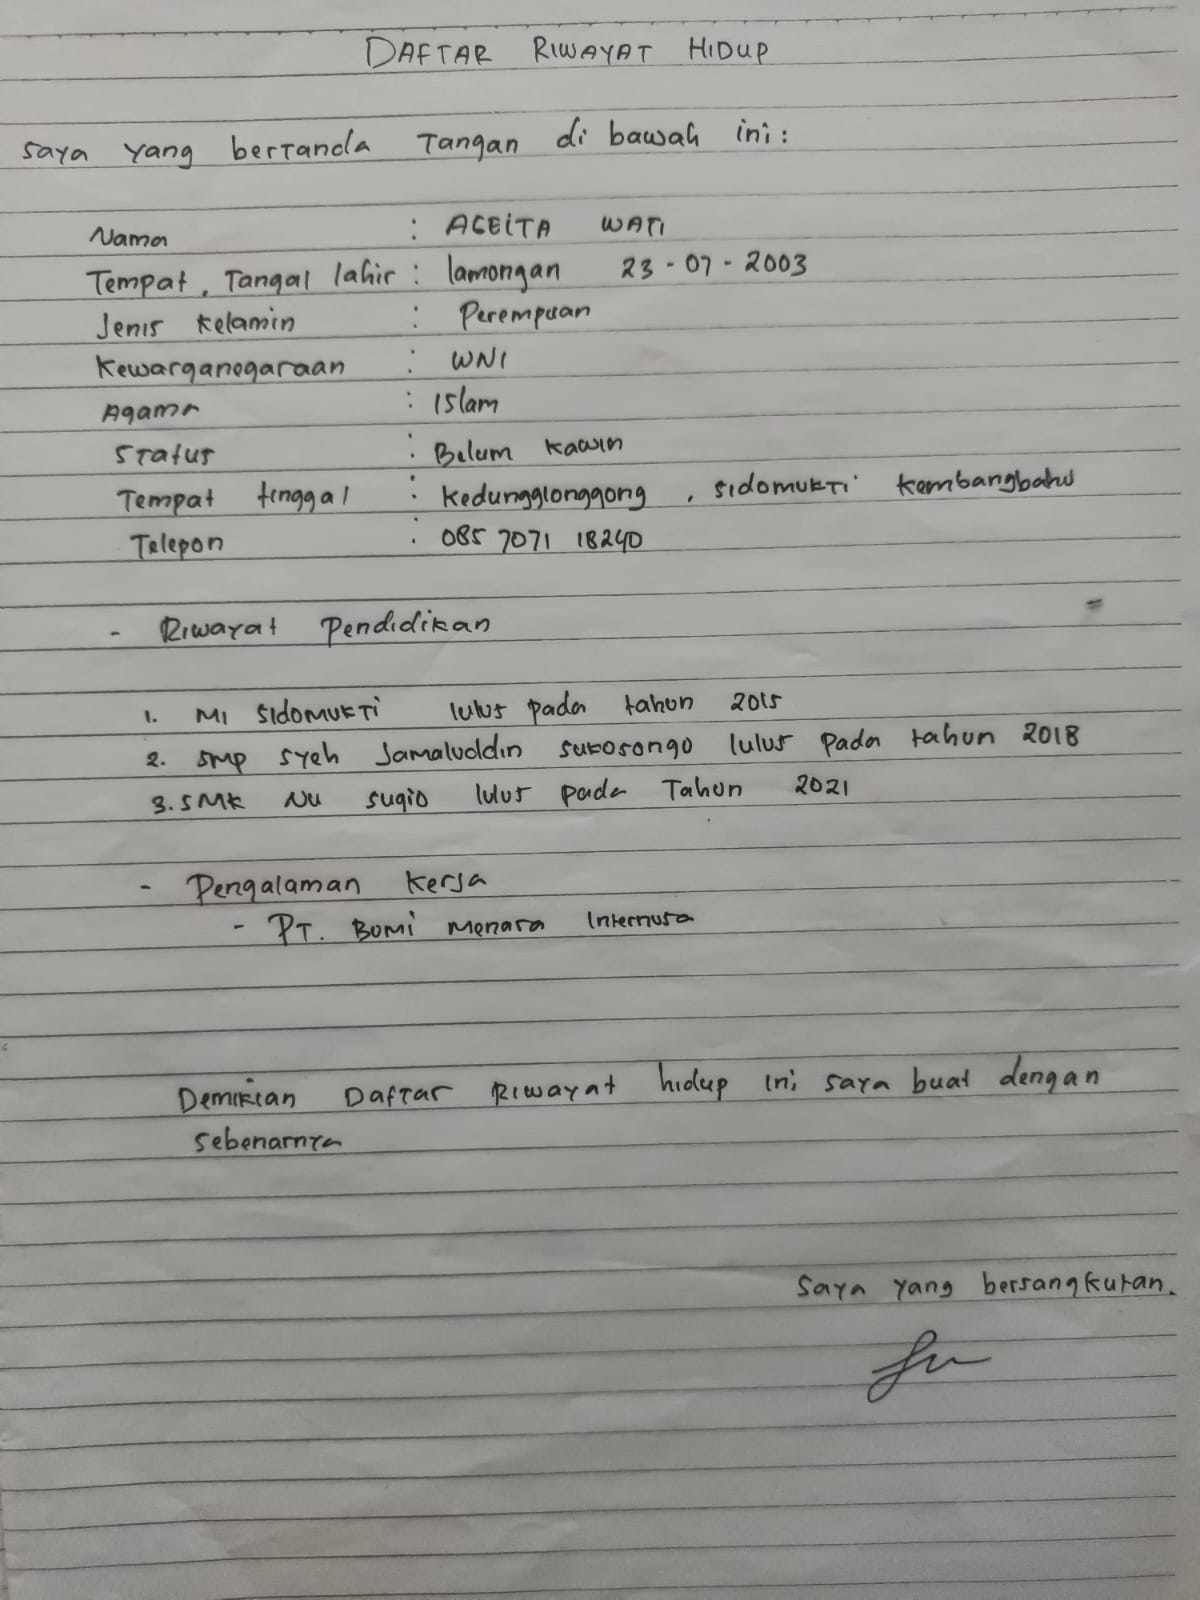 DAFTAR RIWAYAT HIDUP
saya yang bertanda Tangan di bawah ini:
Nama : AGEITA WATI
Tempat, Tangal lahir : lamongan 23-07-2003
Jenis kelamin : Perempuan
Kewarganegaraan : WNI
Agama : Islam
Status : Belum kawin
Tempat tinggal : Kedungglonggong, sidomukti kembangbahu
Telepon : 085 7071 18240
- Riwayat Pendidikan
1. MI SIDOMUKTi lulus pada tahun 2015
2. SMP syeh Jamaluddin sukosongo lulus pada tahun 2018
3. SMK NU sugio lulus pada Tahun 2021
- Pengalaman Kerja
- PT. BUMi Menara Internusa
Demikian Daftar Riwayat hidup ini saya buat dengan
sebenarnya
saya yang bersangkutan.